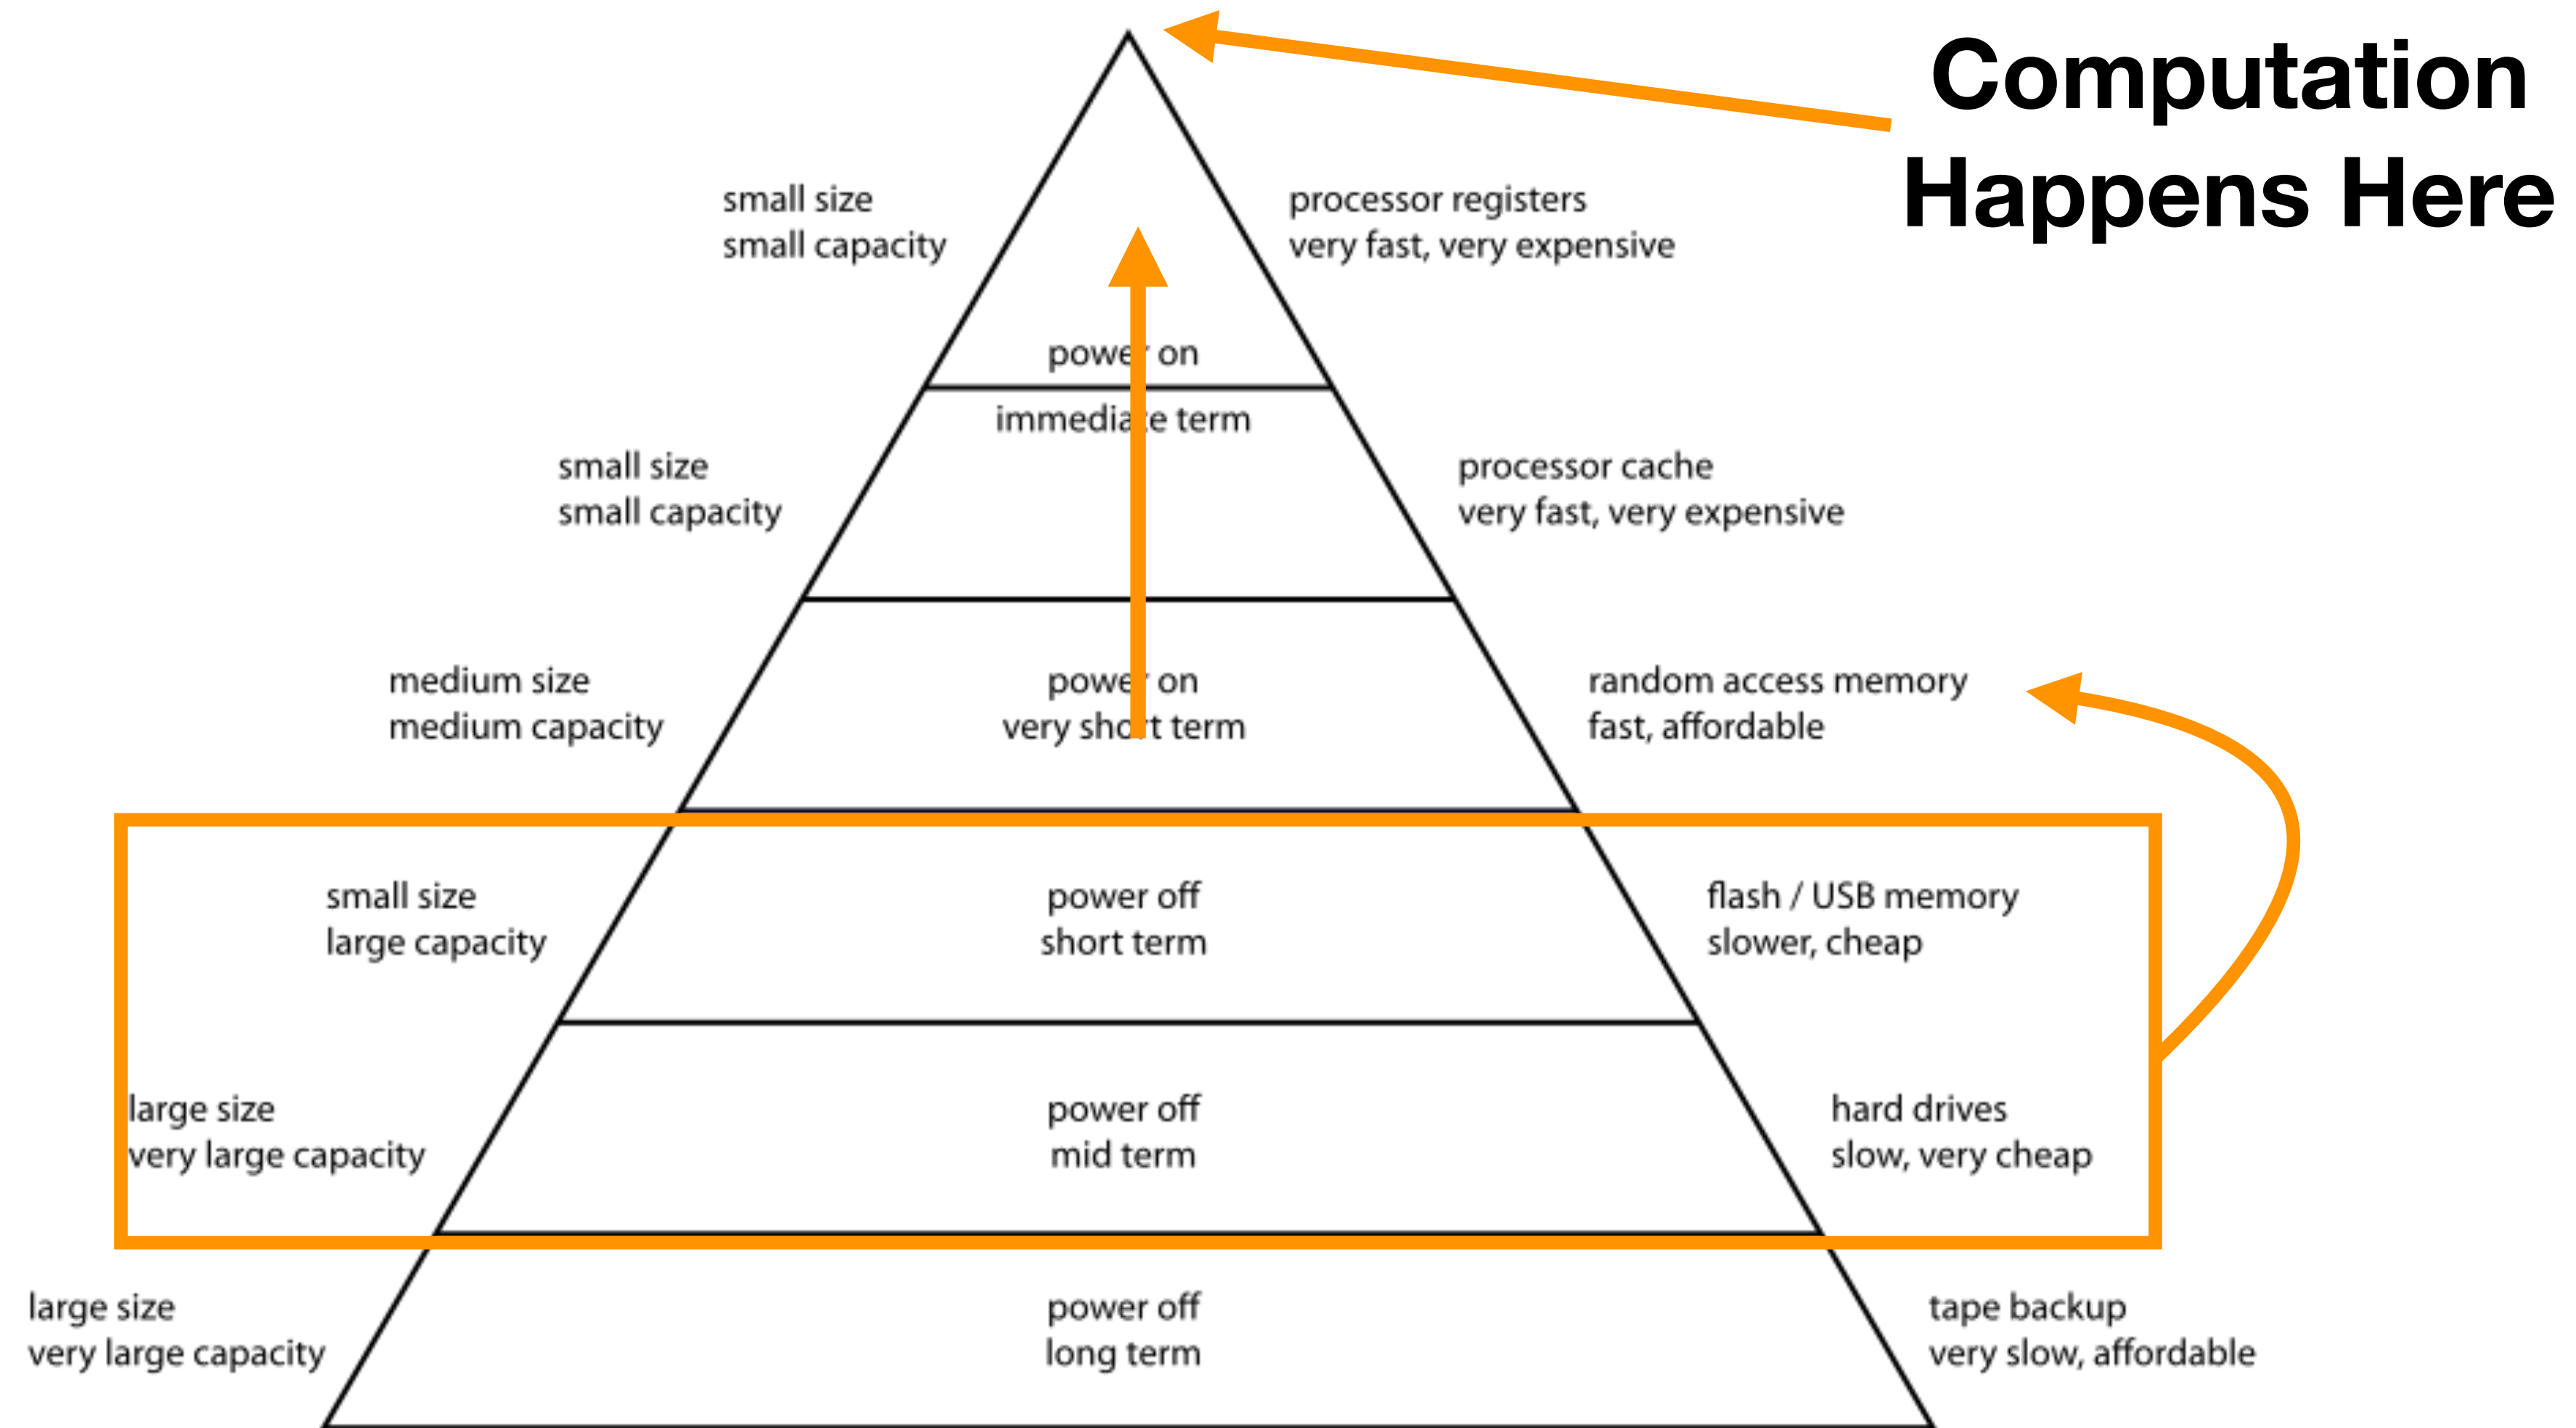 Computation
Happens Here
small size
small capacity
processor registers
very fast, very expensive
power on
immediate term
small size
small capacity
processor cache
very fast, very expensive
medium size
medium capacity
power on
very short term
random access memory
fast, affordable
small size
large capacity
power off
short term
flash / USB memory
slower, cheap
large size
very large capacity
power off
mid term
hard drives
slow, very cheap
large size
very large capacity
power off
long term
tape backup
very slow, affordable